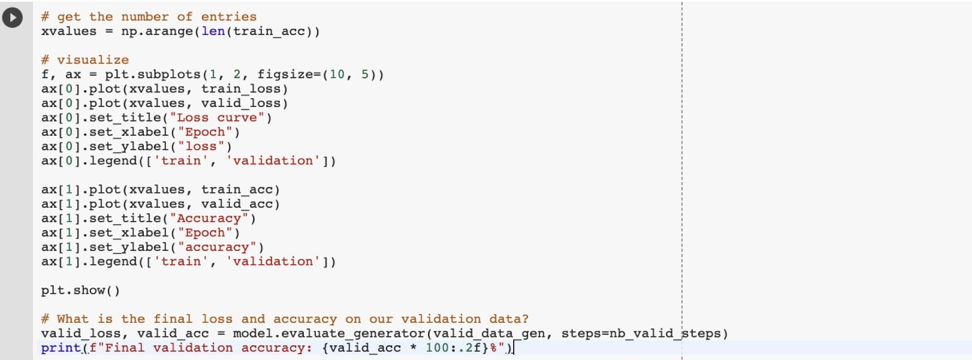 # get the number of entries
xvalues = np.arange(len(train_acc))
# visualize
f, ax = plt.subplots(1, 2, figsize=(10, 5))
ax[0].plot(xvalues, train_loss)
ax[0].plot(xvalues, valid_loss)
ax[0].set_title("Loss curve")
ax[0].set_xlabel("Epoch")
ax[0].set_ylabel("loss")
ax[0].legend(['train', 'validation'])
ax[1].plot(xvalues, train_acc)
ax[1].plot(xvalues, valid_acc)
ax[1].set_title("Accuracy")
ax[1].set_xlabel("Epoch")
ax[1].set_ylabel("accuracy")
ax[1].legend(['train', 'validation'])
plt.show()
# What is the final loss and accuracy on our validation data?
valid_loss, valid_acc = model.evaluate_generator(valid_data_gen, steps=nb_valid_steps)
print(f"Final validation accuracy: {valid_acc * 100:.2f}%")